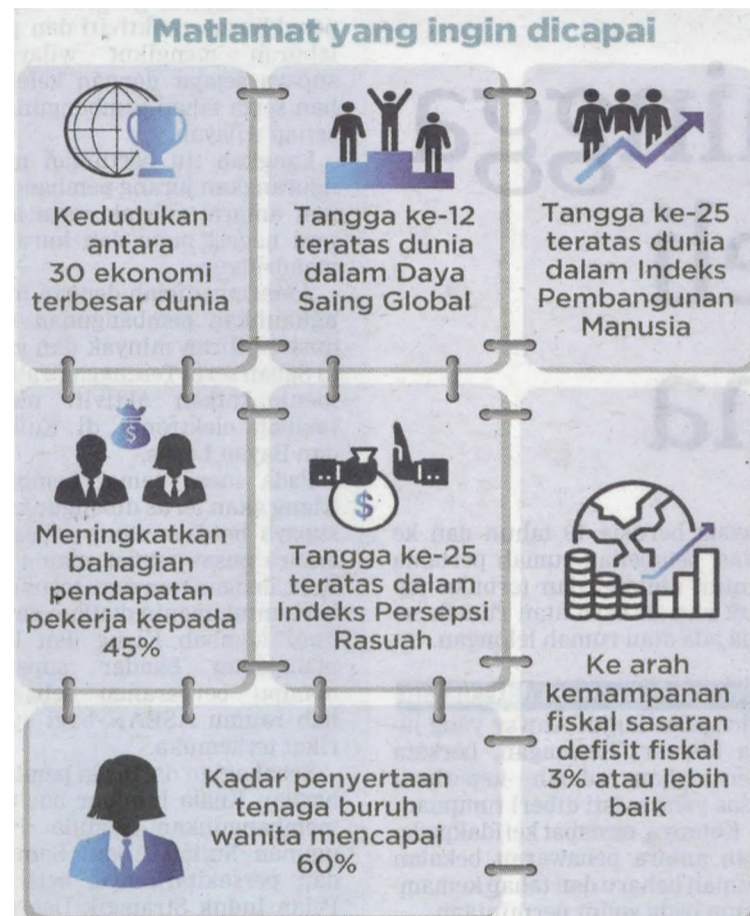 Matlamat yang ingin dicapai
Kedudukan
antara
30 ekonomi
terbesar dunia
Tangga ke-12
teratas dunia
dalam Daya
Saing Global
Tangga ke-25
teratas dunia
dalam Indeks
Pembangunan
Manusia
$
Meningkatkan
bahagian
pendapatan
pekerja kepada
45%
$
Tangga ke-25
teratas dalam
Indeks Persepsi
Rasuah
Ke arah
kemampanan
fiskal sasaran
defisit fiskal
3% atau lebih
baik
Kadar penyertaan
tenaga buruh
wanita mencapai
60%